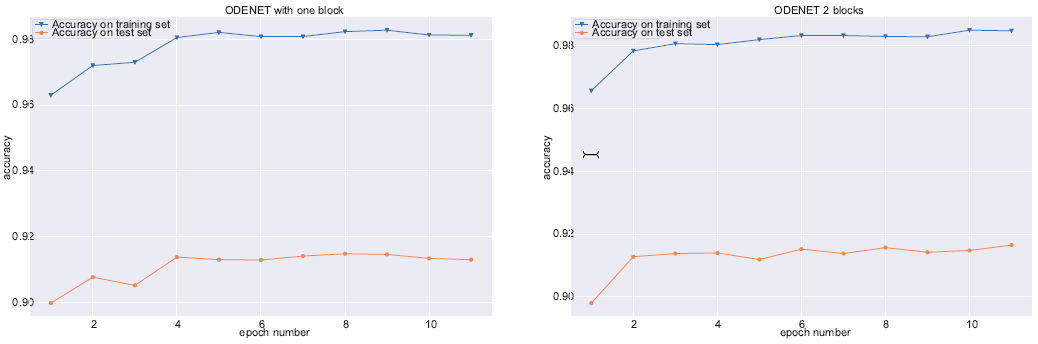 ODENET with one block
Accuracy on training set
Accuracy on test set
0.98
0.96
0.94
0.92
0.90
accuracy
2 4 6 8 10
epoch number
ODENET 2 blocks
Accuracy on training set
Accuracy on test set
0.98
0.96
0.94
0.92
0.90
accuracy
2 4 6 8 10
epoch number